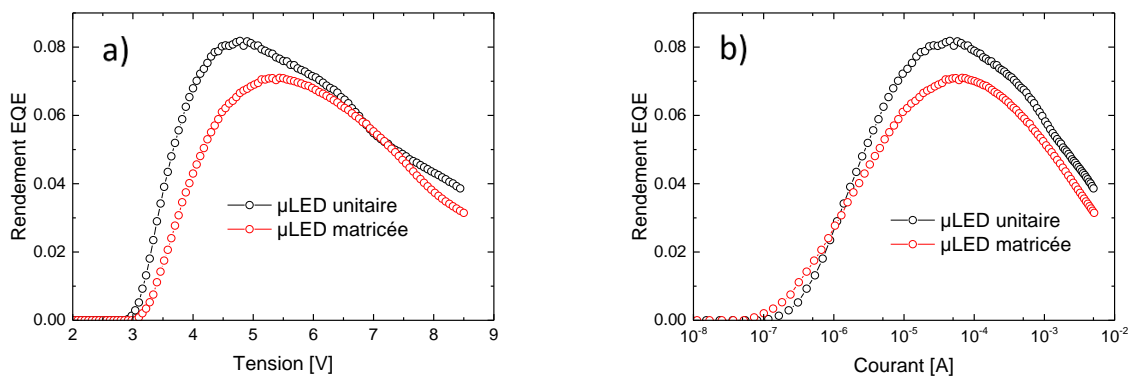 a)
Rendement EQE
0.08
0.06
0.04
0.02
0.00
µLED unitaire
µLED matricée
2 3 4 5 6 7 8 9
Tension [V]
b)
Rendement EQE
0.08
0.06
0.04
0.02
0.00
µLED unitaire
µLED matricée
10⁻⁸ 10⁻⁷ 10⁻⁶ 10⁻⁵ 10⁻⁴ 10⁻³ 10⁻²
Courant [A]